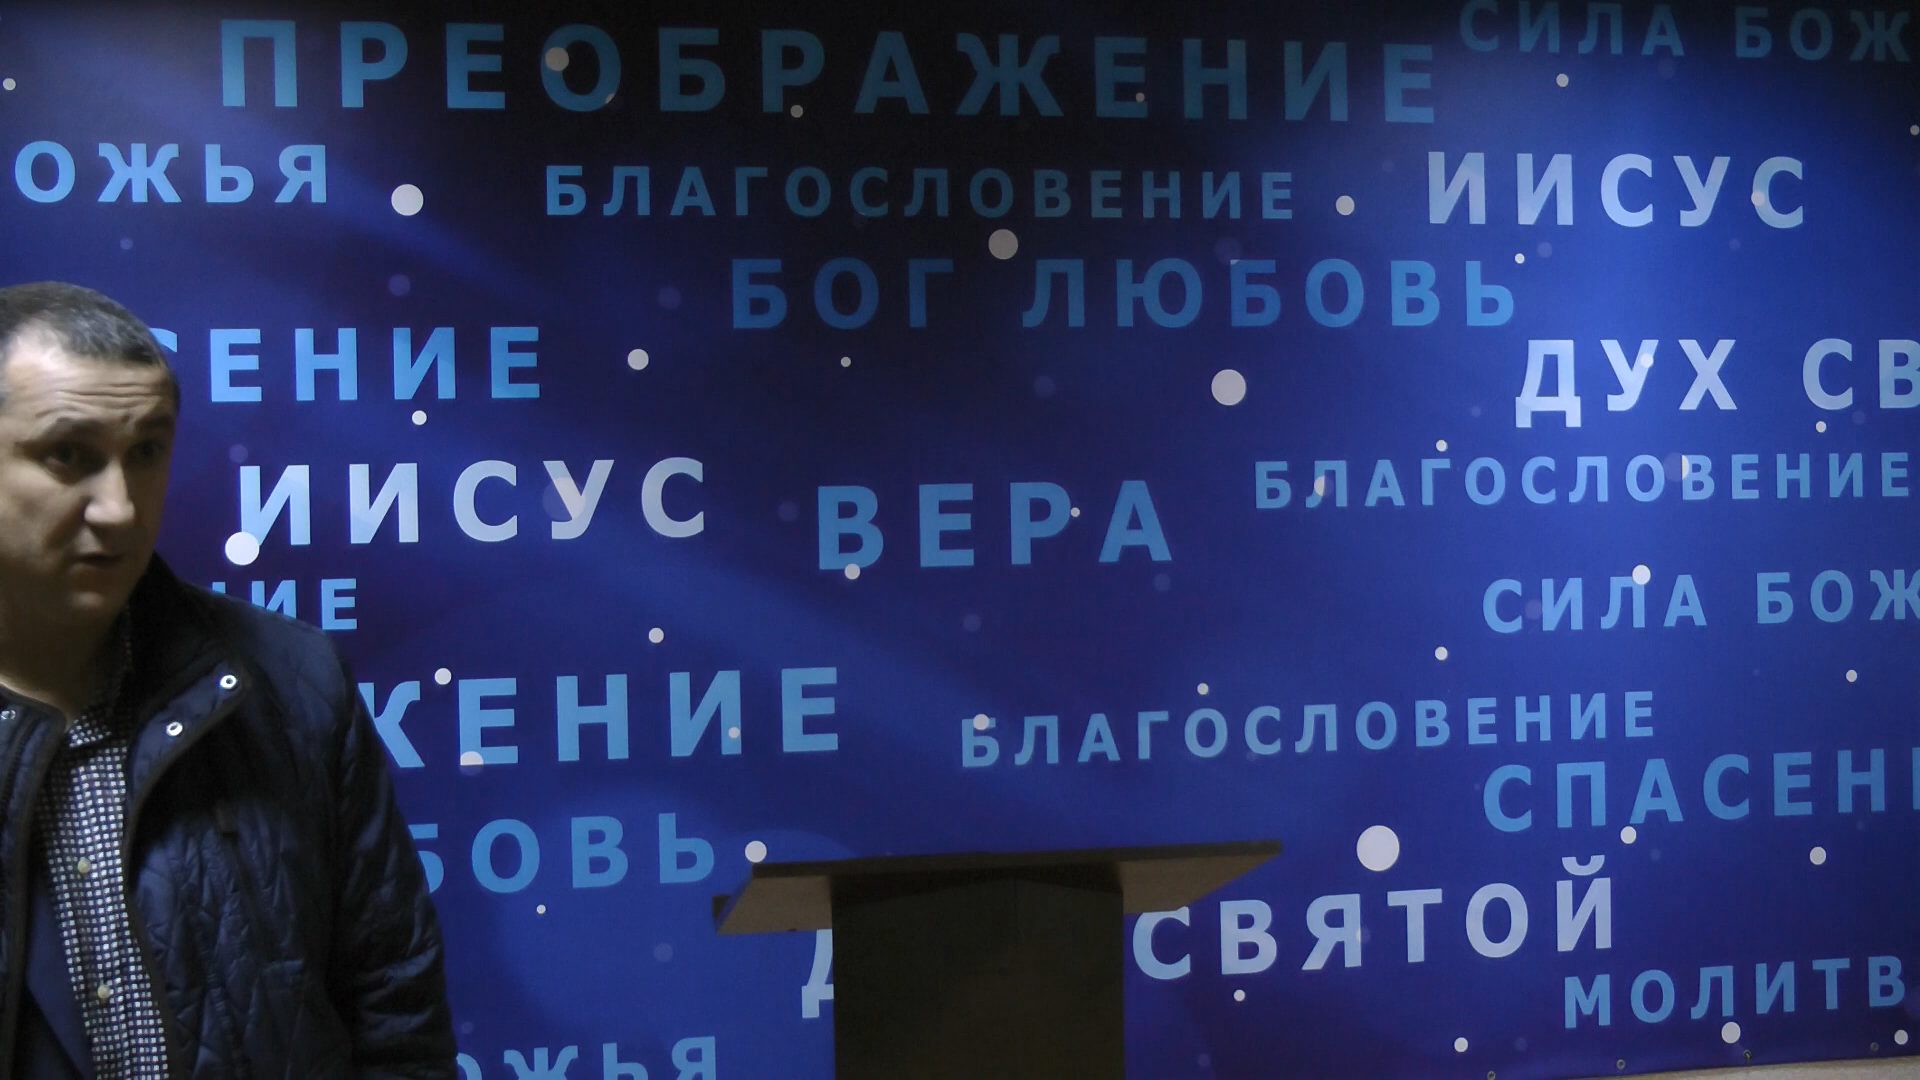 ПРЕОБРАЖЕНИЕ
СИЛА БОЖ
ОЖЬЯ
БЛАГОСЛОВЕНИЕ
ИИСУС
БОГ ЛЮБОВЬ
ЕНИЕ
ДУХ СВ
ИИСУС
ВЕРА
БЛАГОСЛОВЕНИЕ
ИЕ
СИЛА БОЖ
ЖЕНИЕ
БЛАГОСЛОВЕНИЕ
СПАСЕН
БОВЬ
СВЯТОЙ
МОЛИТВ
ОЖЬЯ